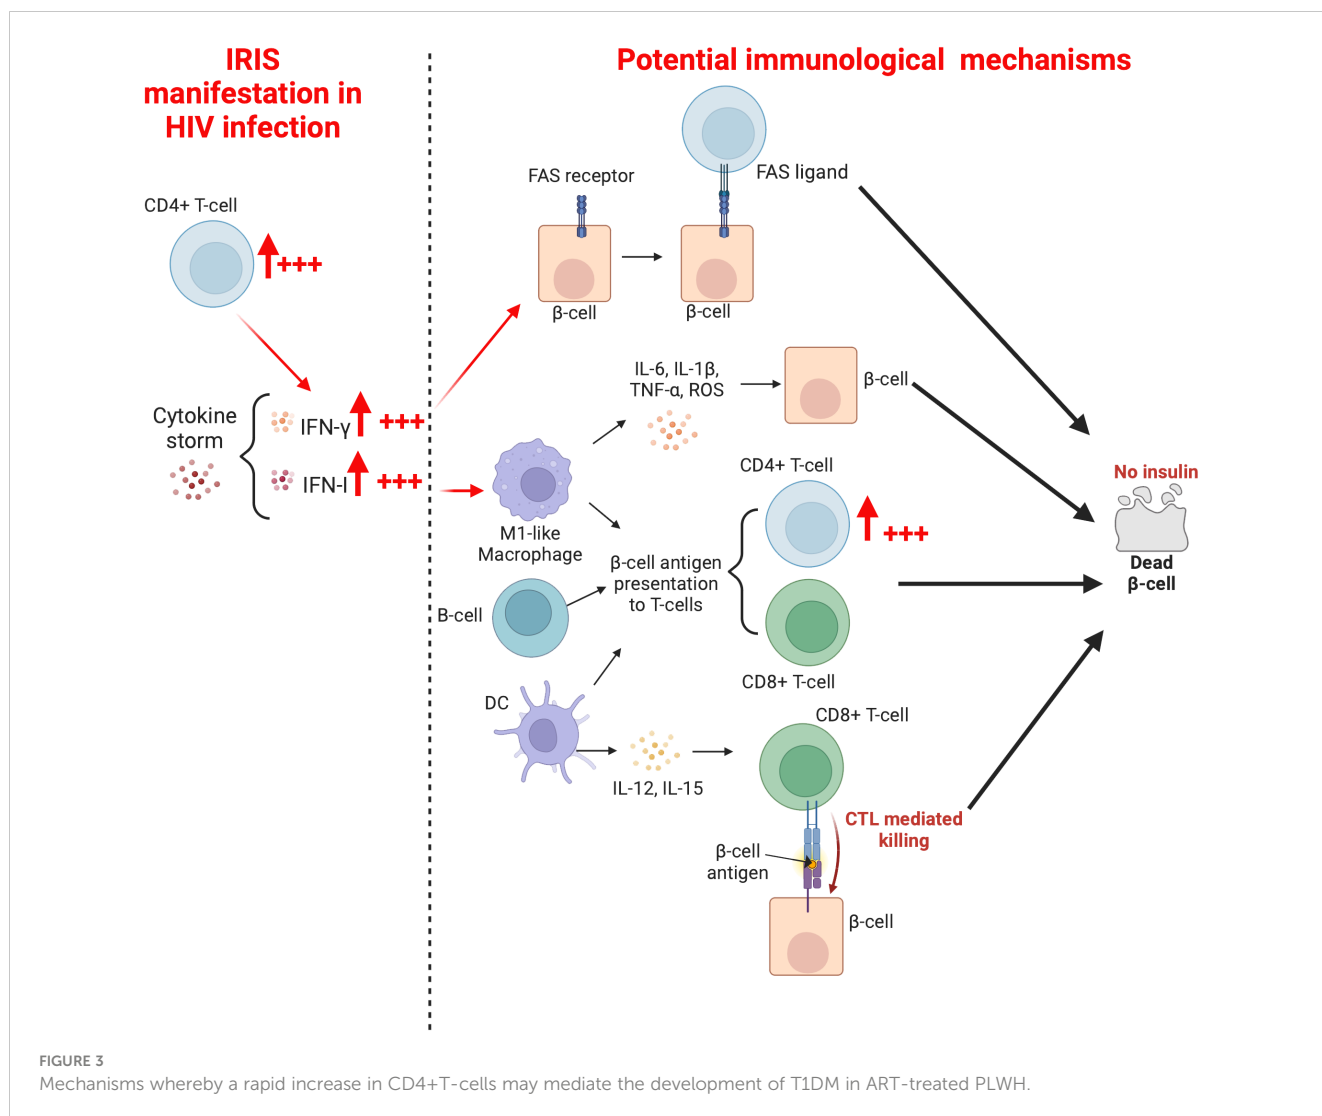 IRIS
manifestation in
HIV infection
Potential immunological mechanisms
CD4+ T-cell
+++
Cytokine
storm
IFN-γ
+++
IFN-I
+++
FAS receptor
FAS ligand
β-cell
β-cell
IL-6, IL-1β,
TNF-α, ROS
β-cell
M1-like
Macrophage
B-cell
DC
β-cell antigen
presentation
to T-cells
CD4+ T-cell
+++
CD8+ T-cell
IL-12, IL-15
CD8+ T-cell
CTL mediated
killing
β-cell
antigen
β-cell
No insulin
Dead
β-cell
FIGURE 3
Mechanisms whereby a rapid increase in CD4+T-cells may mediate the development of T1DM in ART-treated PLWH.